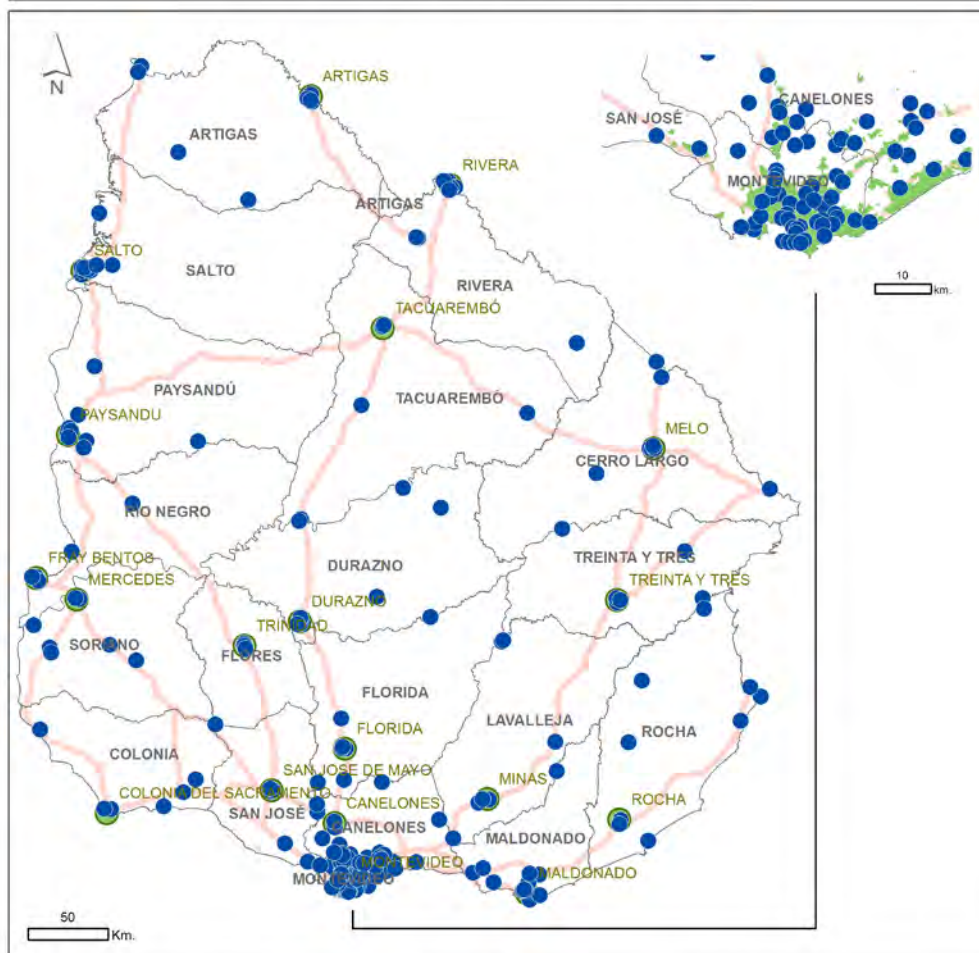 N
ARTIGAS
ARTIGAS
RIVERA
ARTIGAS
SALTO
SALTO
RIVERA
TACUAREMBÓ
PAYSANDÚ
TACUAREMBÓ
PAYSANDU
MELO
CERRO LARGO
RIO NEGRO
FRAY BENTOS
MERCEDES
DURAZNO
TREINTA Y TRES
TREINTA Y TRES
DURAZNO
TRINIDAD
SORIANO
FLORES
FLORIDA
LAVALLEJA
ROCHA
COLONIA
FLORIDA
SAN JOSE DE MAYO
MINAS
COLONIA DEL SACRAMENTO
CANELONES
SAN JOSÉ
CANELONES
ROCHA
MALDONADO
MONTEVIDEO
MONTEVIDEO
MALDONADO
50
Km.
CANELONES
SAN JOSÉ
MONTEVIDEO
10
km.